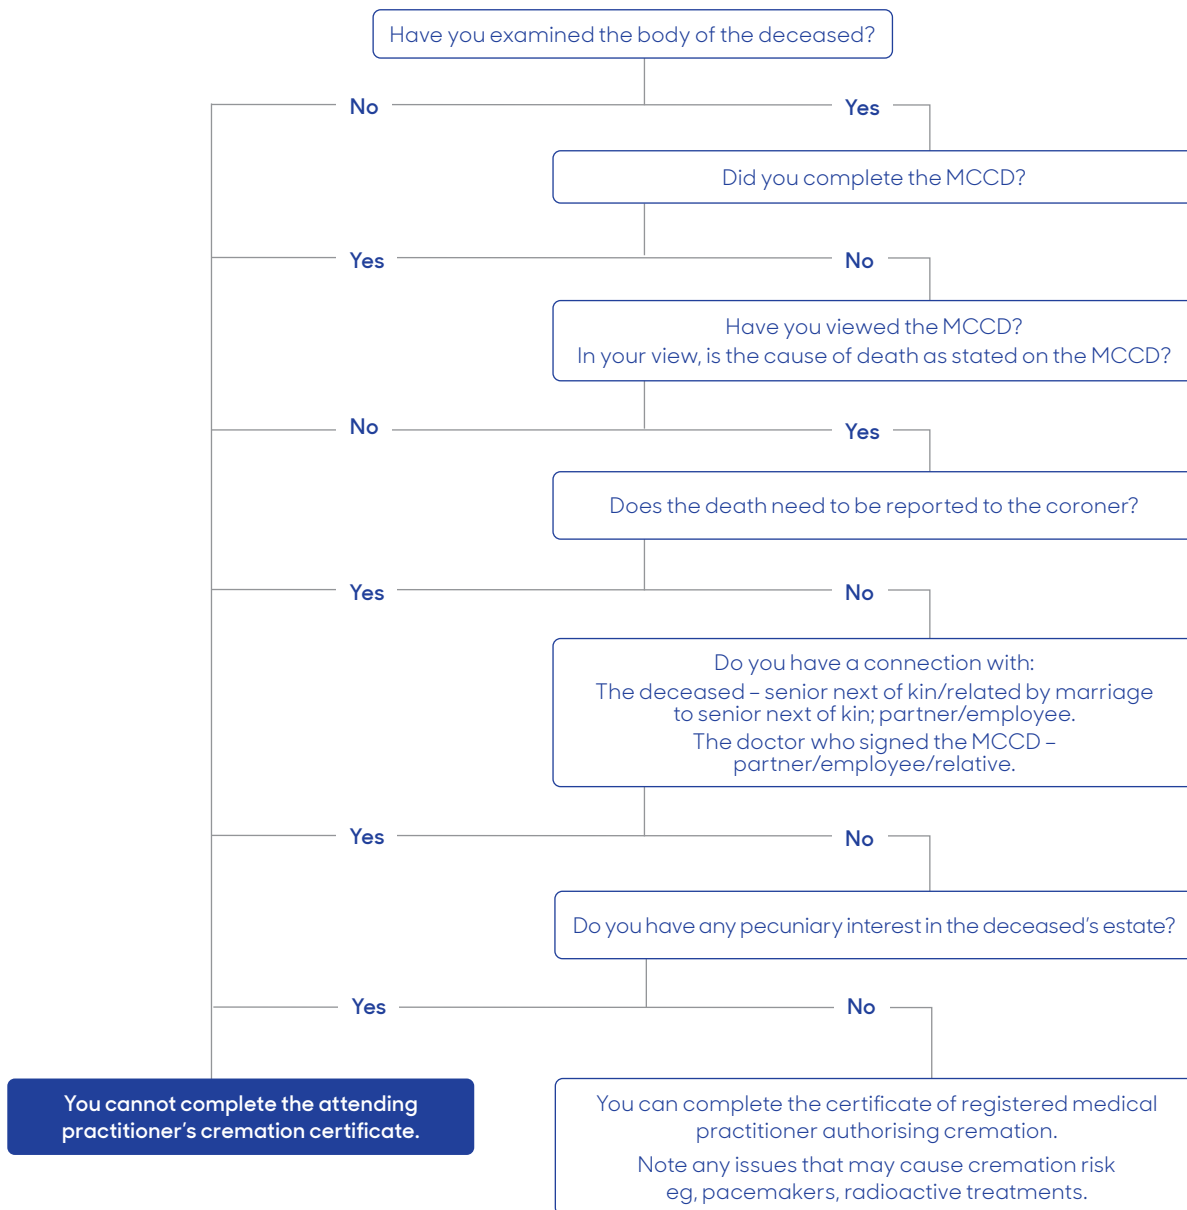 Have you examined the body of the deceased?
No
Yes
Did you complete the MCCD?
Yes
No
Have you viewed the MCCD?
In your view, is the cause of death as stated on the MCCD?
No
Yes
Does the death need to be reported to the coroner?
Yes
No
Do you have a connection with:
The deceased – senior next of kin/related by marriage
to senior next of kin; partner/employee.
The doctor who signed the MCCD –
partner/employee/relative.
Yes
No
Do you have any pecuniary interest in the deceased's estate?
Yes
No
You cannot complete the attending
practitioner's cremation certificate.
You can complete the certificate of registered medical
practitioner authorising cremation.
Note any issues that may cause cremation risk
eg, pacemakers, radioactive treatments.